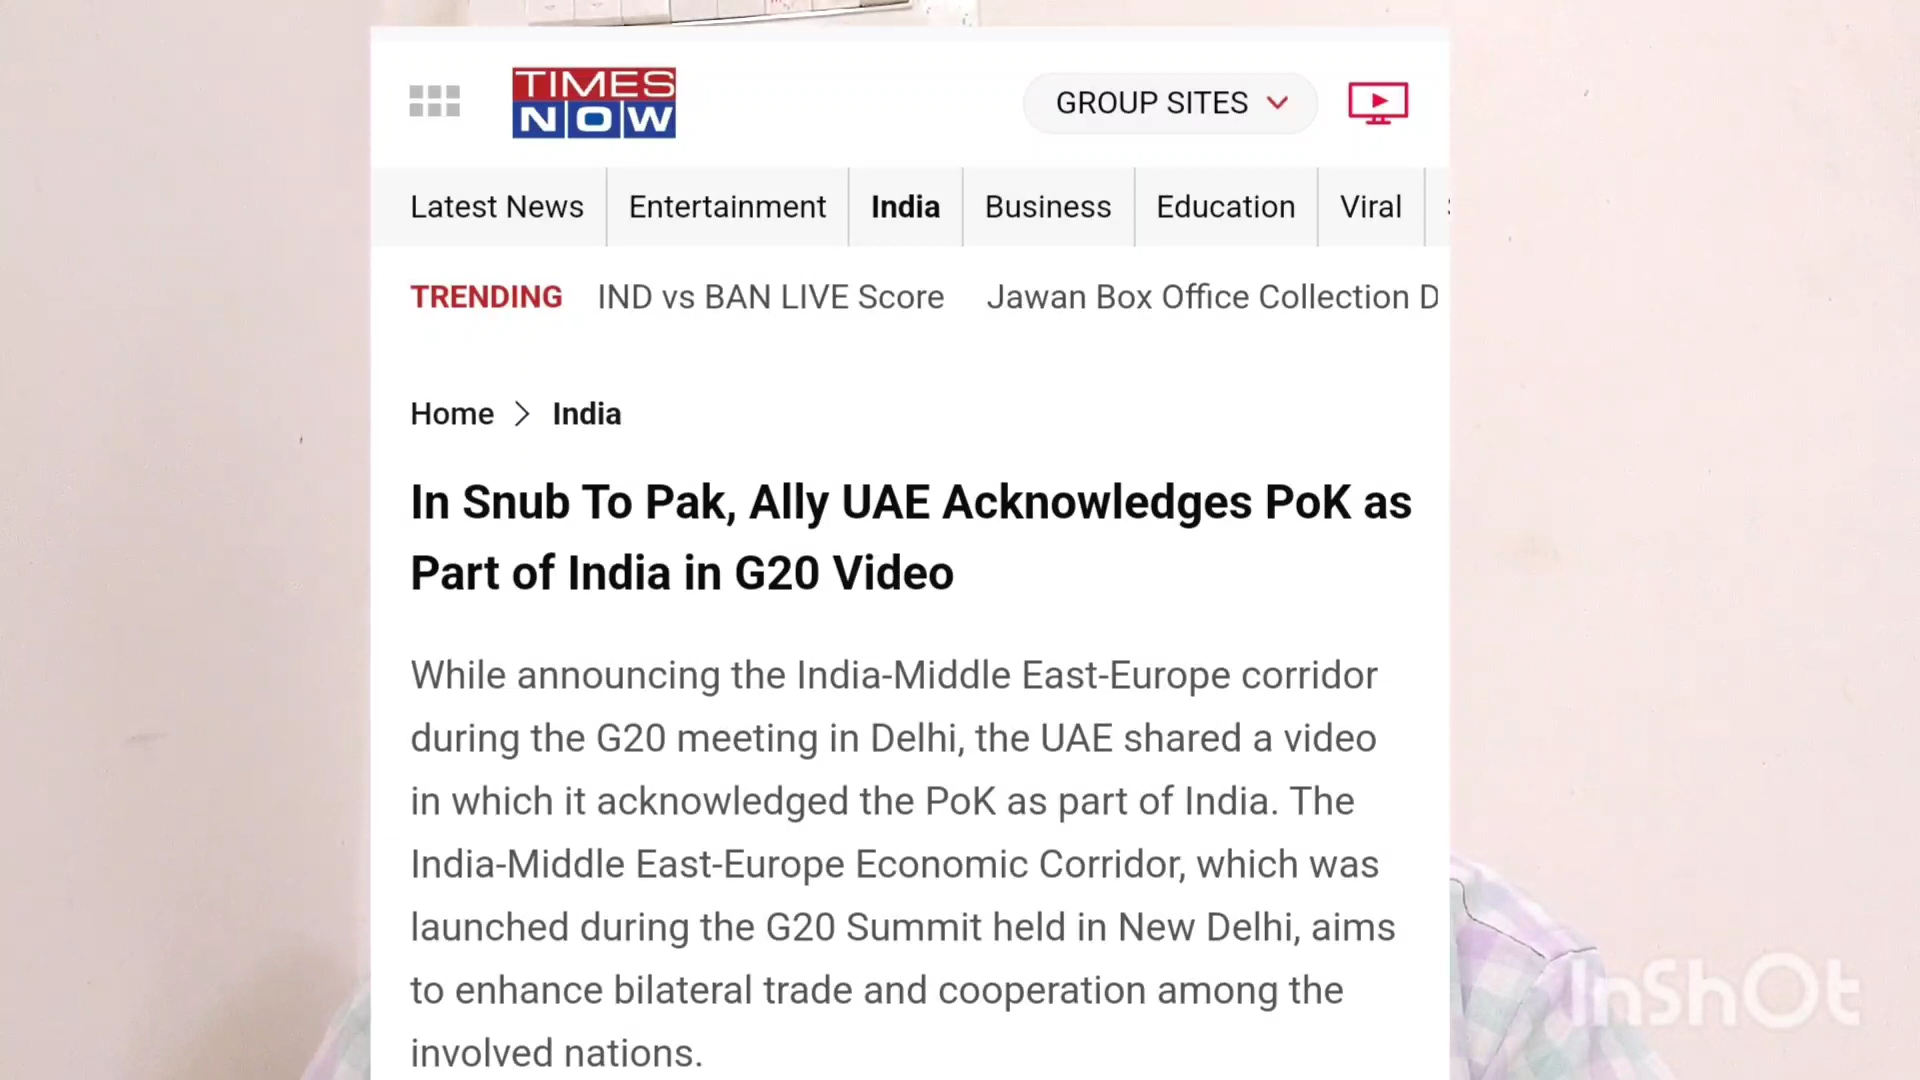 TIMES
NOW
GROUP SITES
Latest News Entertainment India Business Education Viral
TRENDING IND vs BAN LIVE Score Jawan Box Office Collection D
Home > India
In Snub To Pak, Ally UAE Acknowledges PoK as
Part of India in G20 Video
While announcing the India-Middle East-Europe corridor
during the G20 meeting in Delhi, the UAE shared a video
in which it acknowledged the PoK as part of India. The
India-Middle East-Europe Economic Corridor, which was
launched during the G20 Summit held in New Delhi, aims
to enhance bilateral trade and cooperation among the
involved nations.
InShOt